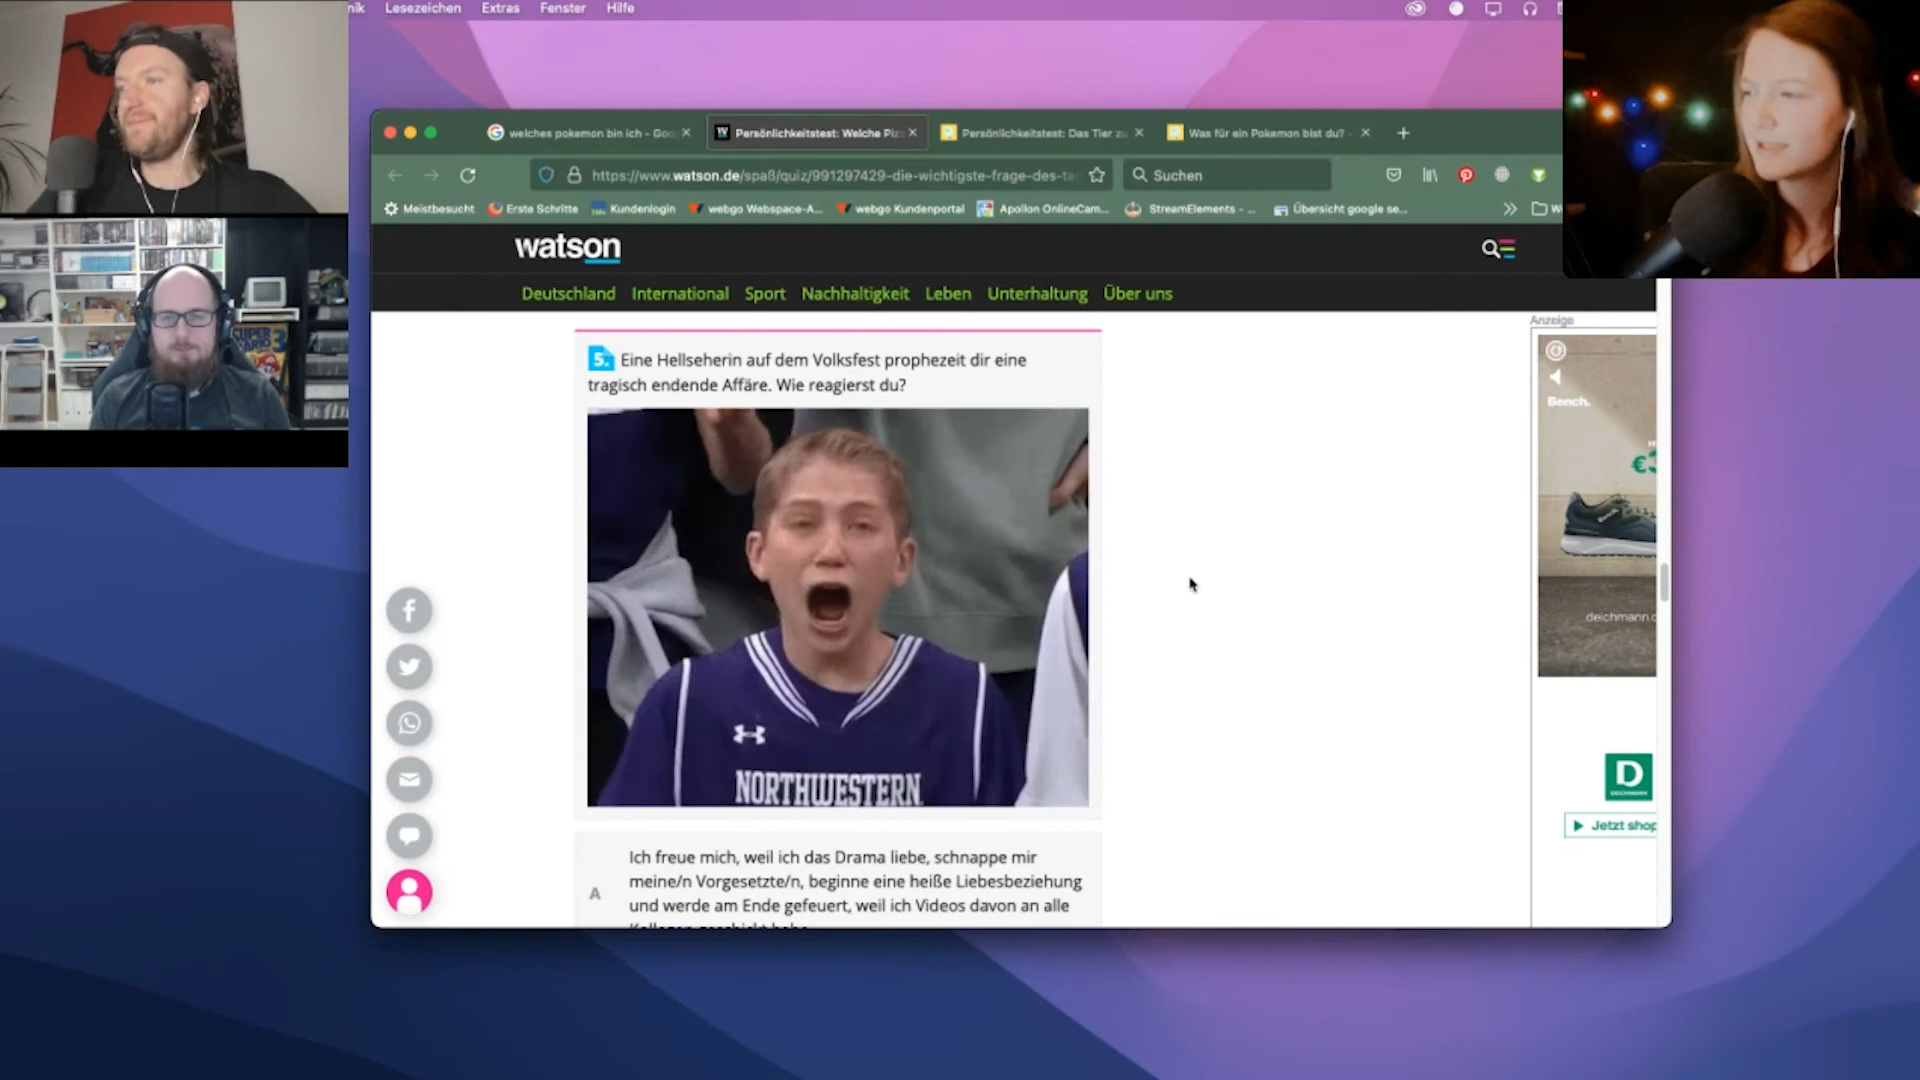 Lesezeichen Extras Fenster Hilfe
welches pokemon bin ich - Goo
Persönlichkeitstest: Welche Piz
Persönlichkeitstest: Das Tier zu
Was für ein Pokemon bist du? -
https://www.watson.de/spaß/quiz/991297429-die-wichtigste-frage-des-ta
Suchen
Meistbesucht Erste Schritte Kundenlogin webgo Webspace-A... webgo Kundenportal Apollon OnlineCam... StreamElements - ... Übersicht google se...
watson
Deutschland International Sport Nachhaltigkeit Leben Unterhaltung Über uns
Anzeige
5. Eine Hellseherin auf dem Volksfest prophezeit dir eine
tragisch endende Affäre. Wie reagierst du?
NORTHWESTERN
A
Ich freue mich, weil ich das Drama liebe, schnappe mir
meine/n Vorgesetzte/n, beginne eine heiße Liebesbeziehung
und werde am Ende gefeuert, weil ich Videos davon an alle
Bench.
deichmann.c
D
DEICHMANN
Jetzt shop
SUPER
MARIO
3